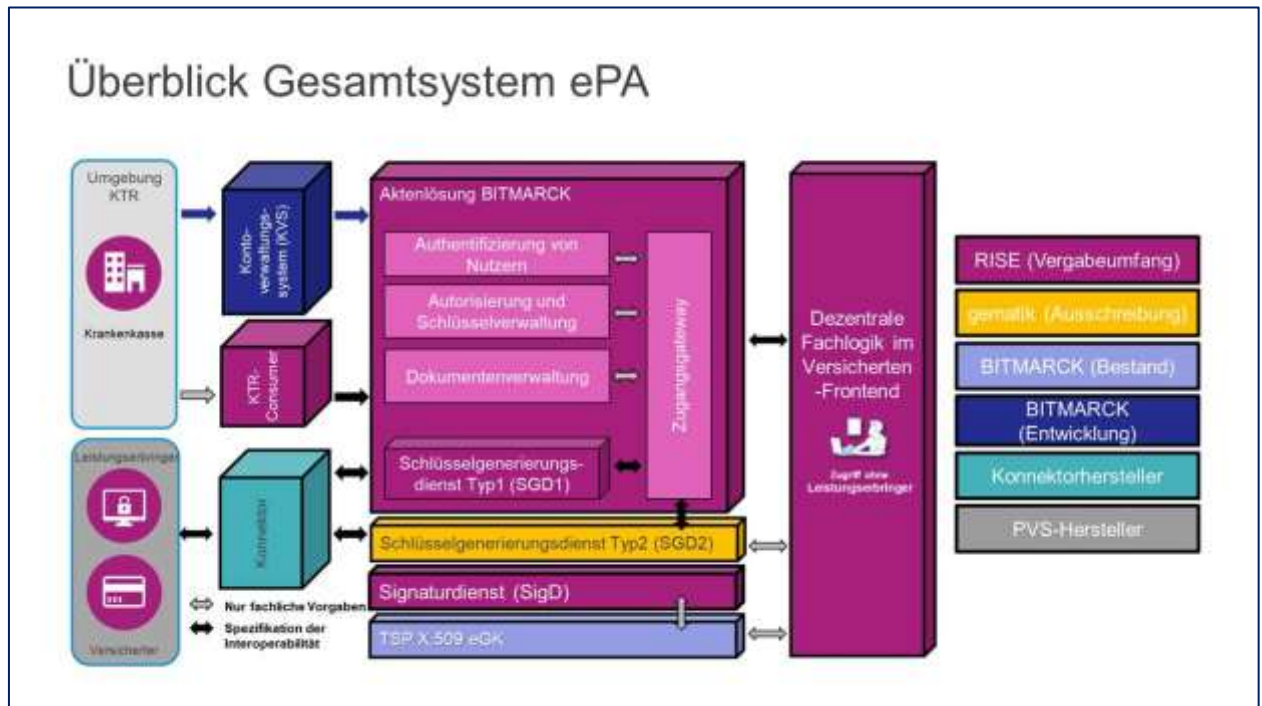 Überblick Gesamtsystem ePA
Umgebung
KTR
Krankenkasse
Konto-
verwaltungs-
system (KVS)
KTR-
Consumer
Leistungserbringer
Versicherter
Konnektor
Nur fachliche Vorgaben
Spezifikation der
Interoperabilität
Aktenlösung BITMARCK
Authentifizierung von
Nutzern
Autorisierung und
Schlüsselverwaltung
Dokumentenverwaltung
Schlüsselgenerierungs-
dienst Typ1 (SGD1)
Zugangsgateway
Schlüsselgenerierungsdienst Typ2 (SGD2)
Signaturdienst (SigD)
TSP X.509 eGK
Dezentrale
Fachlogik im
Versicherten
-Frontend
Zugriff ohne
Leistungserbringer
RISE (Vergabeumfang)
gematik (Ausschreibung)
BITMARCK (Bestand)
BITMARCK
(Entwicklung)
Konnektorhersteller
PVS-Hersteller